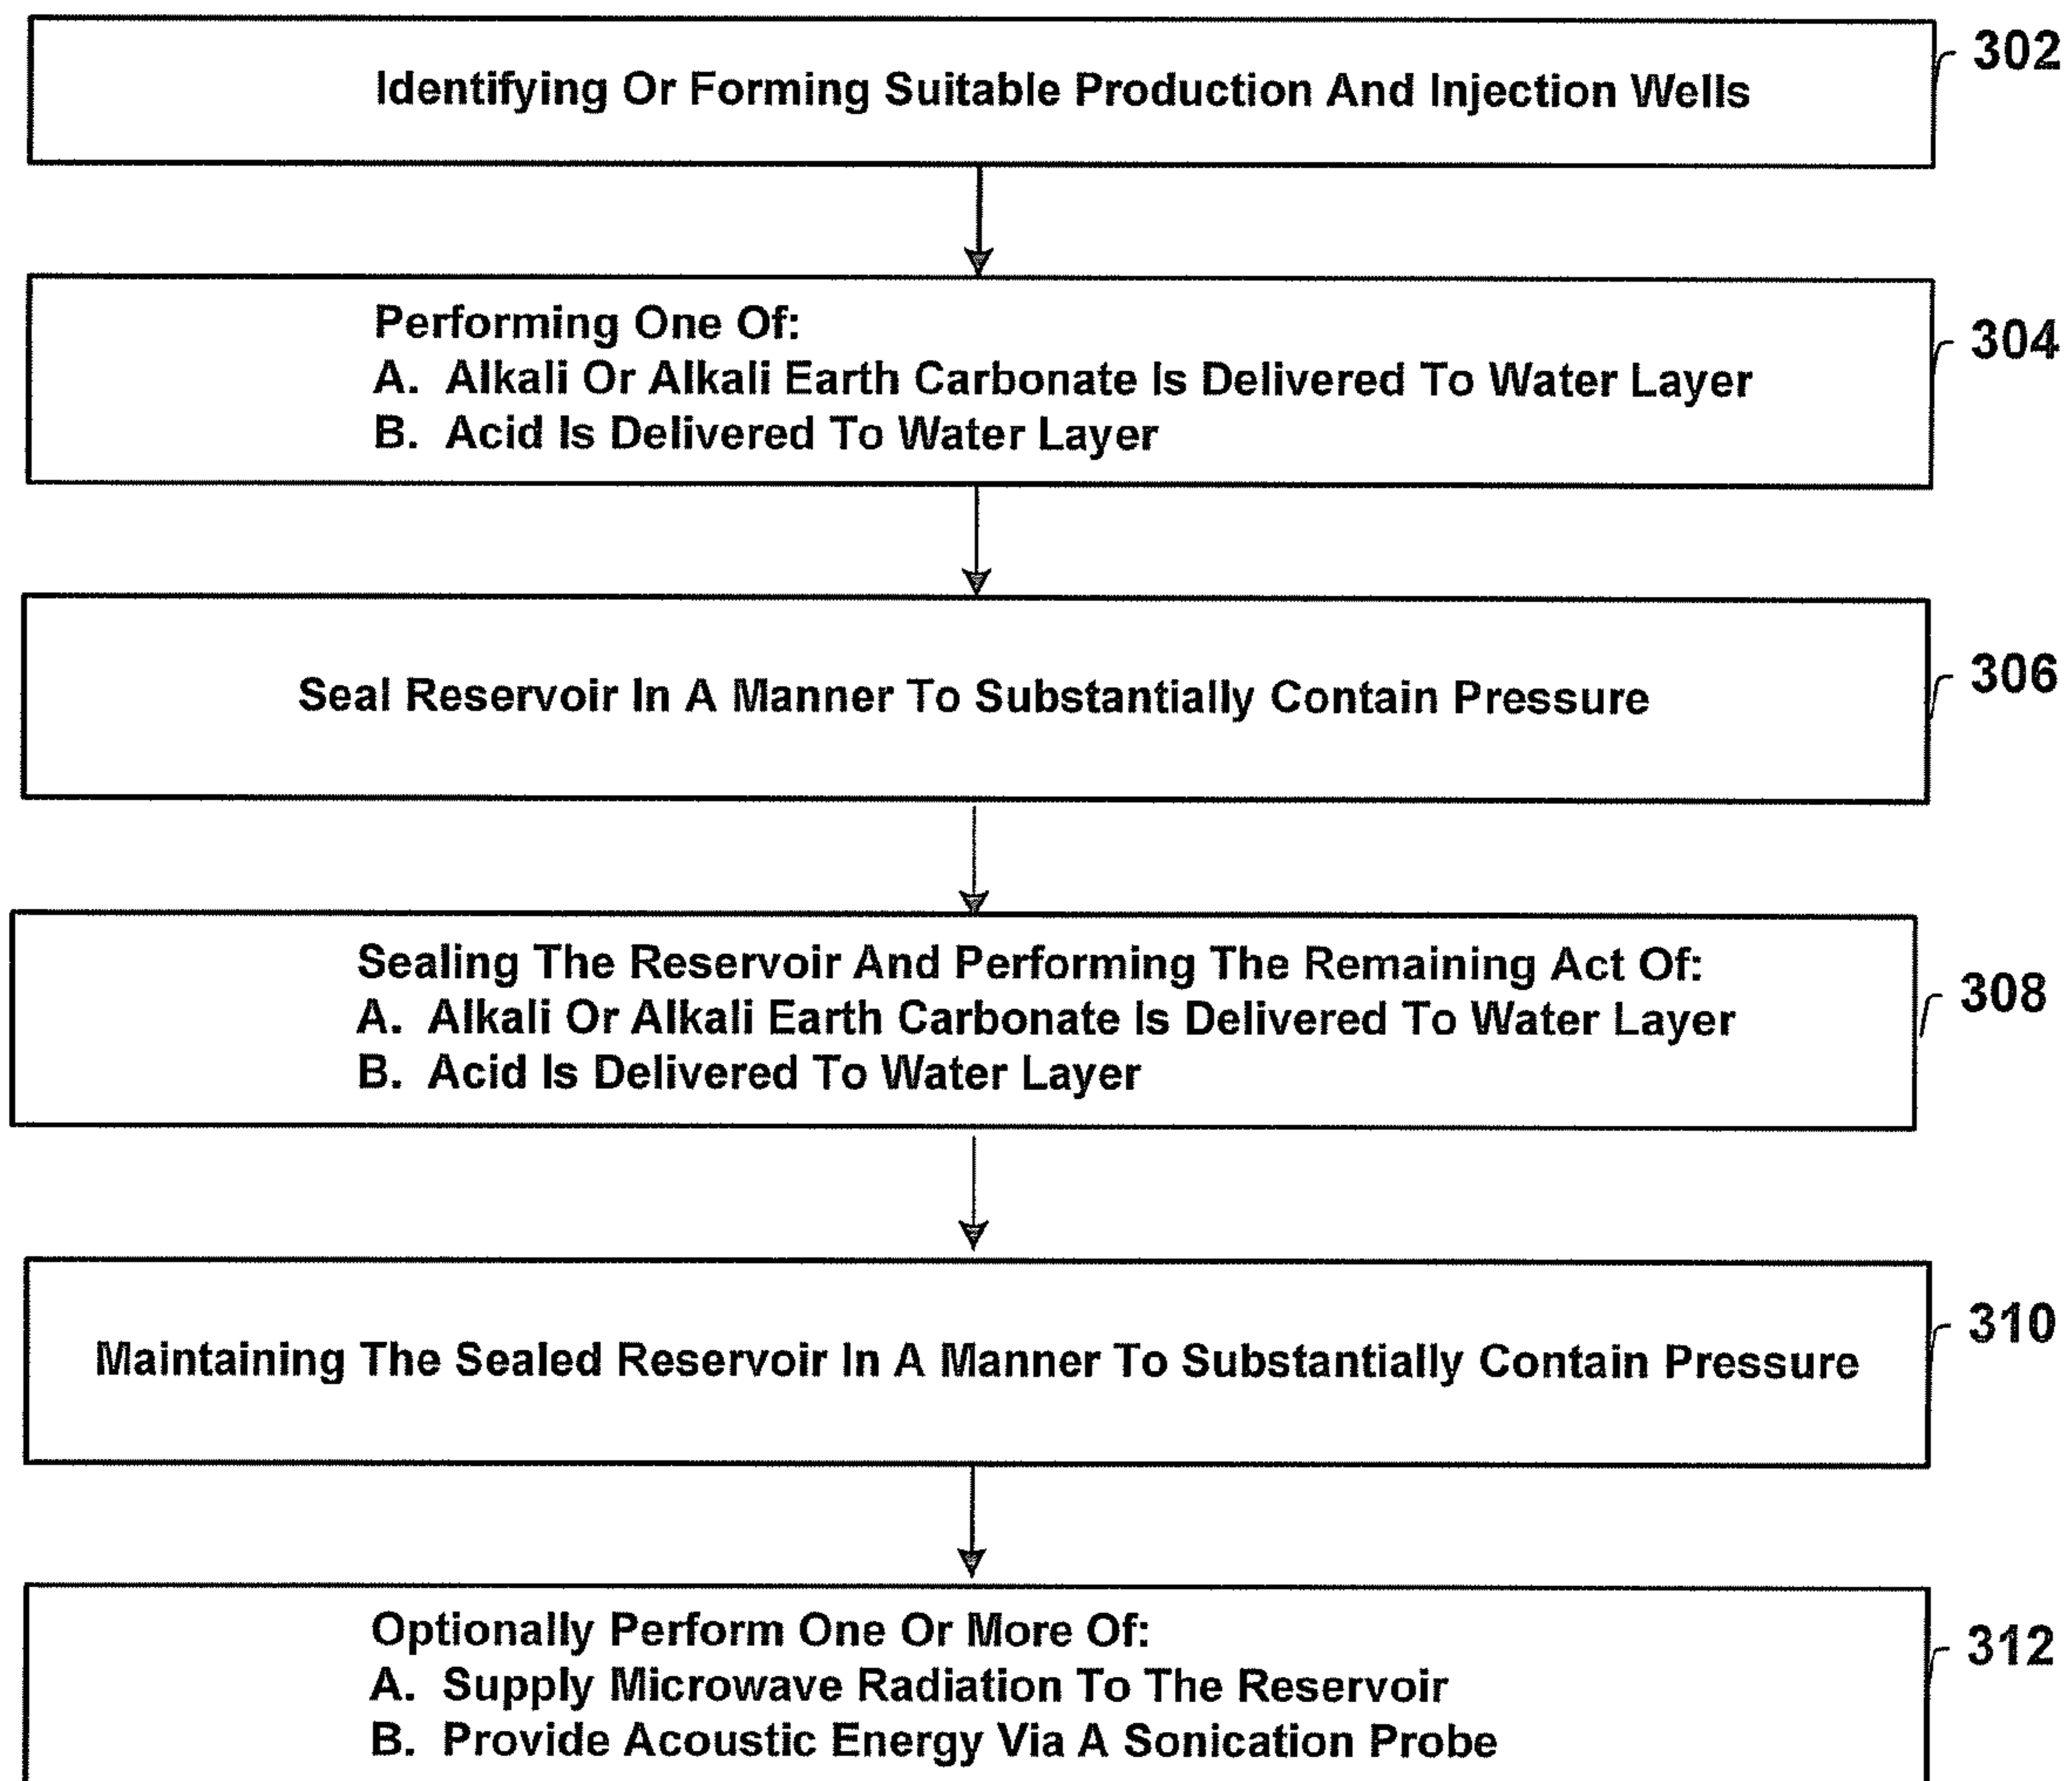 Identifying Or Forming Suitable Production And Injection Wells
302
Performing One Of:
A. Alkali Or Alkali Earth Carbonate Is Delivered To Water Layer
B. Acid Is Delivered To Water Layer
304
Seal Reservoir In A Manner To Substantially Contain Pressure
306
Sealing The Reservoir And Performing The Remaining Act Of:
A. Alkali Or Alkali Earth Carbonate Is Delivered To Water Layer
B. Acid Is Delivered To Water Layer
308
Maintaining The Sealed Reservoir In A Manner To Substantially Contain Pressure
310
Optionally Perform One Or More Of:
A. Supply Microwave Radiation To The Reservoir
B. Provide Acoustic Energy Via A Sonication Probe
312